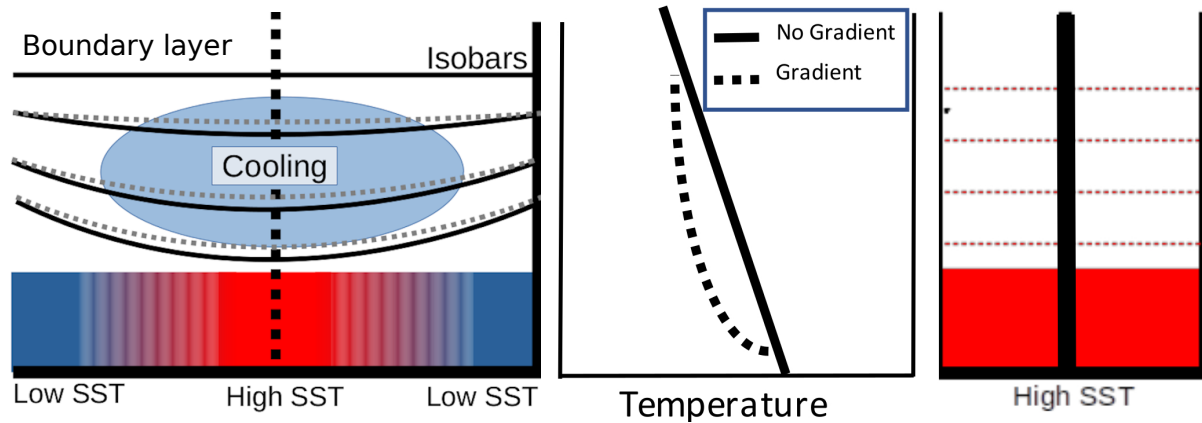 Boundary layer
Isobars
Cooling
Low SST
High SST
Low SST
No Gradient
Gradient
Temperature
High SST